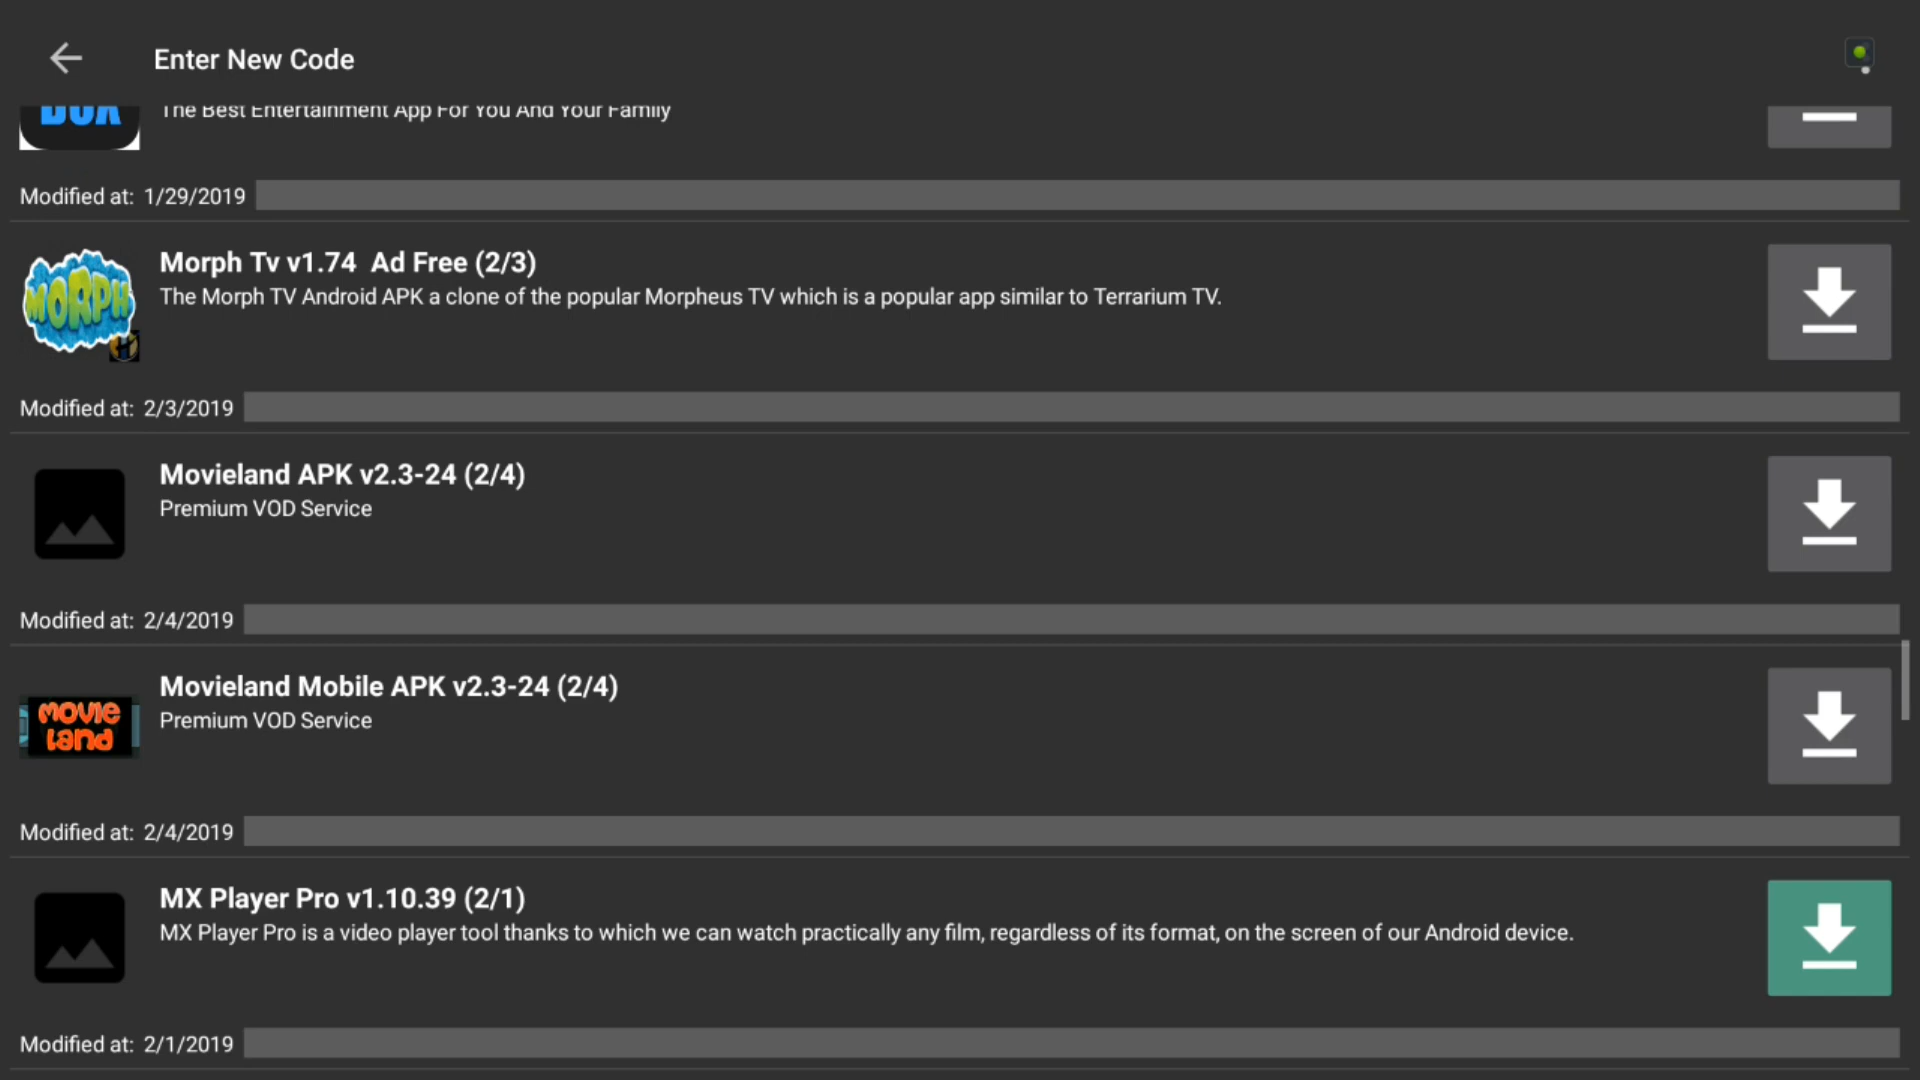 Enter New Code
BOX
The Best Entertainment App For You And Your Family
Modified at: 1/29/2019
Morph Tv v1.74  Ad Free (2/3)
MORPH
The Morph TV Android APK a clone of the popular Morpheus TV which is a popular app similar to Terrarium TV.
Modified at: 2/3/2019
Movieland APK v2.3-24 (2/4)
Premium VOD Service
Modified at: 2/4/2019
Movieland Mobile APK v2.3-24 (2/4)
MOVIE
Land
Premium VOD Service
Modified at: 2/4/2019
MX Player Pro v1.10.39 (2/1)
MX Player Pro is a video player tool thanks to which we can watch practically any film, regardless of its format, on the screen of our Android device.
Modified at: 2/1/2019